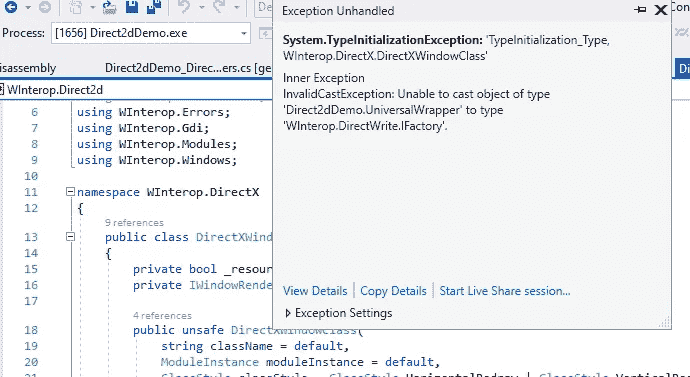 Process: [1656] Direct2dDemo.exe
isassembly Direct2dDemo_Direc...ers.cs [ge
WInterop.Direct2d
6 using WInterop.Errors;
7 using WInterop.Gdi;
8 using WInterop.Modules;
9 using WInterop.Windows;
10
11 namespace WInterop.DirectX
12 {
9 references
13 public class DirectXWind
14 {
15 private bool _resour
16 private IWindowRende
17
4 references
18 public unsafe DirectXWindowClass(
19 string className = default,
20 ModuleInstance moduleInstance = default,
21
Exception Unhandled
System.TypeInitializationException: 'TypeInitialization_Type,
WInterop.DirectX.DirectXWindowClass'
Inner Exception
InvalidCastException: Unable to cast object of type
'Direct2dDemo.UniversalWrapper' to type
'WInterop.DirectWrite.IFactory'.
View Details | Copy Details | Start Live Share session...
Exception Settings
Di